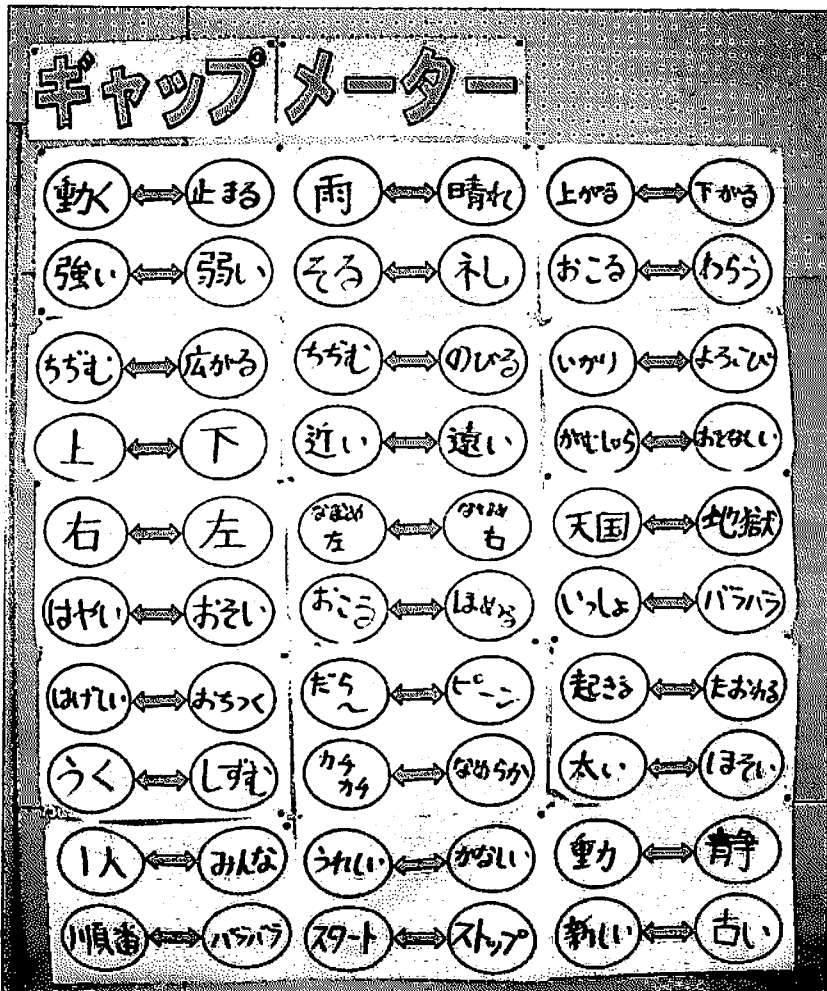 ギャップメーター
動く ⇔ 止まる 雨 ⇔ 晴れ 上がる ⇔ 下がる
強い ⇔ 弱い そる ⇔ 礼し おこる ⇔ わらう
ちぢむ ⇔ 広がる ちぢむ ⇔ のびる いかり ⇔ よろこび
上 ⇔ 下 近い ⇔ 遠い がむしゃら ⇔ おとなしい
右 ⇔ 左 ななめ左 ⇔ ななめ右 天国 ⇔ 地獄
はやい ⇔ おそい おこる ⇔ ほめる いっしょ ⇔ バラバラ
はげしい ⇔ おちつく だら〜 ⇔ ピーン 起きる ⇔ たおれる
うく ⇔ しずむ カチカチ ⇔ なめらか 太い ⇔ ほそい
1人 ⇔ みんな うれしい ⇔ かなしい 動 ⇔ 静
順番 ⇔ バラバラ スタート ⇔ ストップ 新しい ⇔ 古い